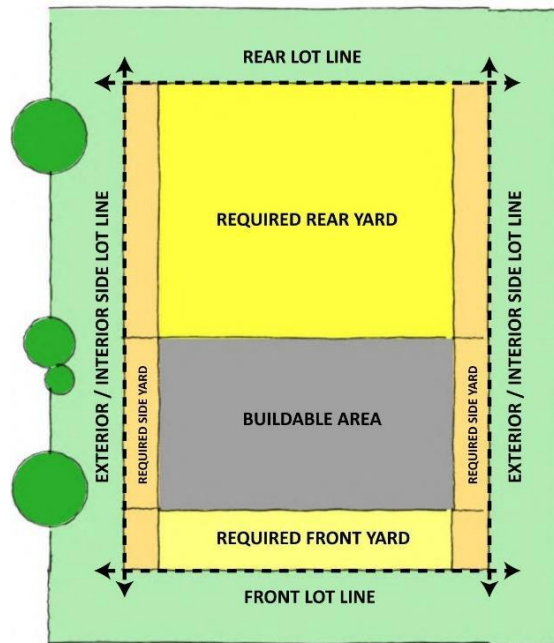 REAR LOT LINE
REQUIRED REAR YARD
EXTERIOR / INTERIOR SIDE LOT LINE
EXTERIOR / INTERIOR SIDE LOT LINE
REQUIRED SIDE YARD
BUILDABLE AREA
REQUIRED SIDE YARD
REQUIRED FRONT YARD
FRONT LOT LINE